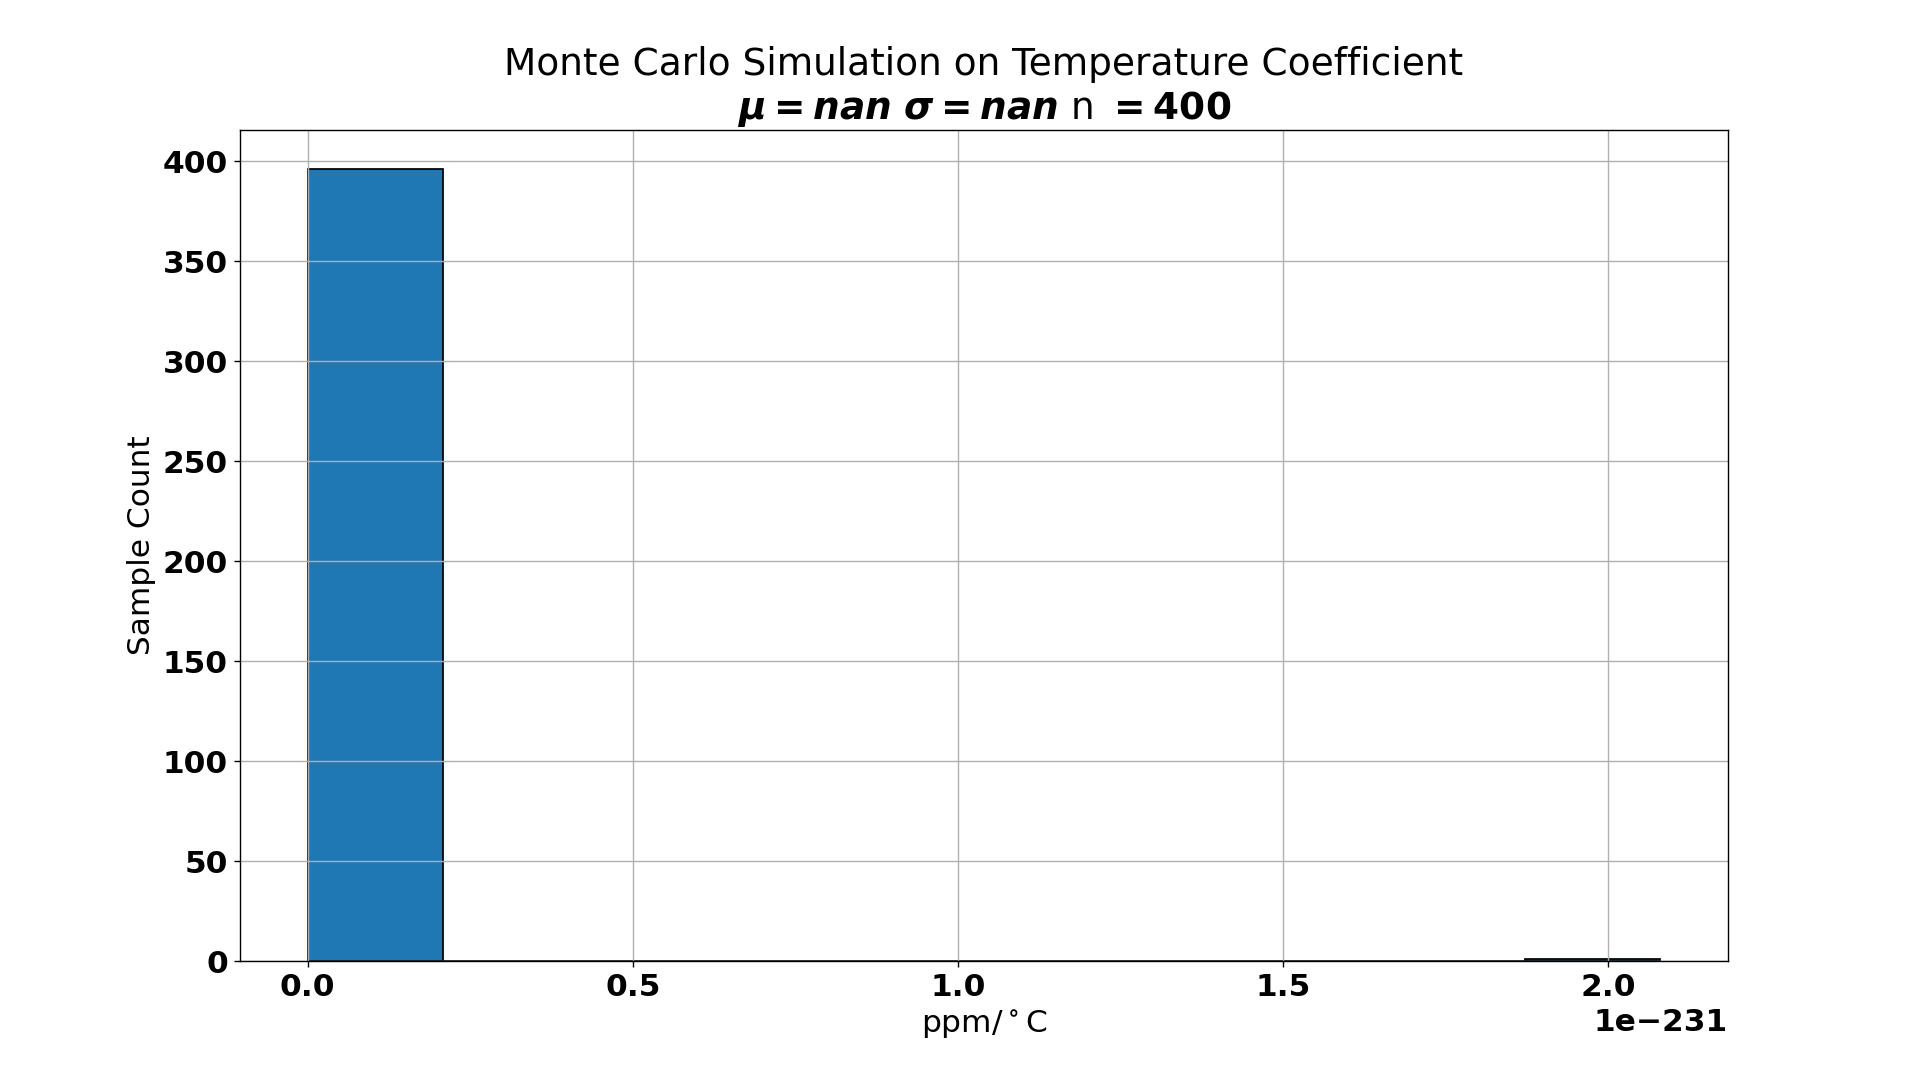 Monte Carlo Simulation on Temperature Coefficient
μ = nan σ = nan n = 400
400
350
300
250
200
150
100
50
0
Sample Count
0.0 0.5 1.0 1.5 2.0
1e−231
ppm/°C